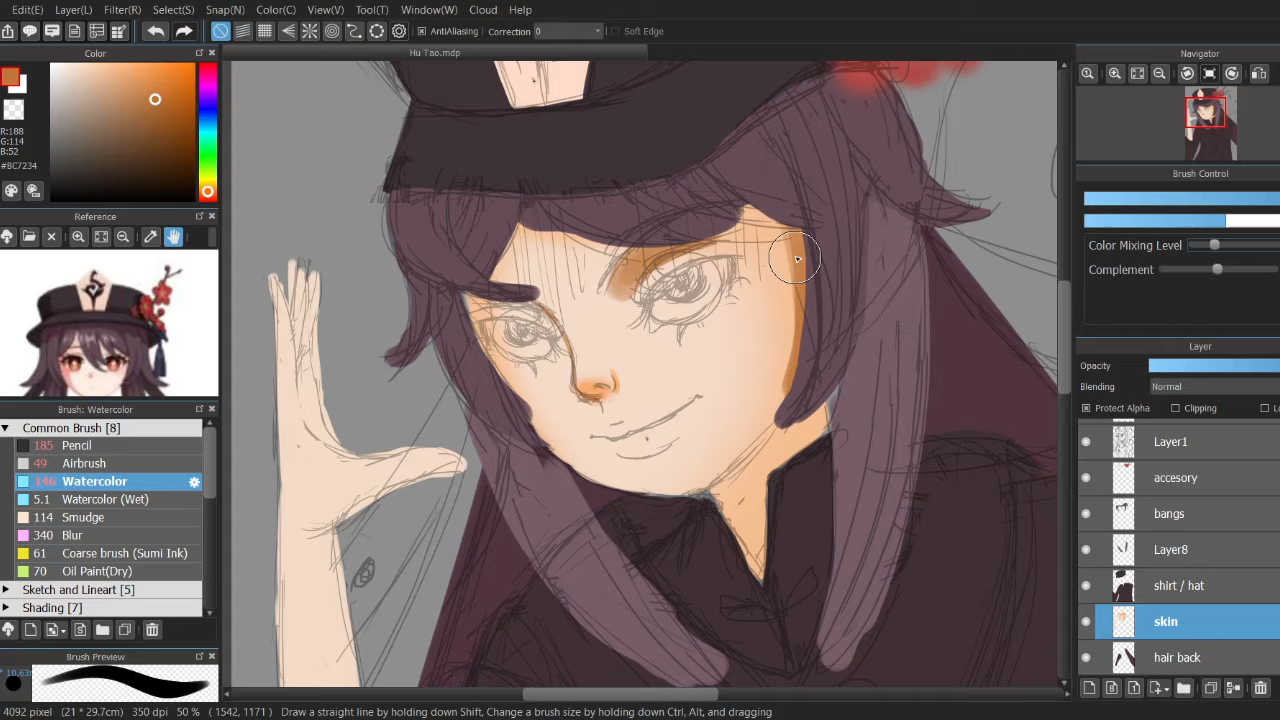 Edit(E) Layer(L) Filter(R) Select(S) Snap(N) Color(C) View(V) Tool(T) Window(W) Cloud Help
AntiAliasing Correction 0 Soft Edge
Color
Hu Tao.mdp
Navigator
R:188
G:114
B:52
#BC7234
Reference
Brush Control
Color Mixing Level
Complement
Layer
Opacity
Blending Normal
Protect Alpha Clipping
Brush: Watercolor
Common Brush [8]
185 Pencil
49 Airbrush
146 Watercolor
5.1 Watercolor (Wet)
114 Smudge
340 Blur
61 Coarse brush (Sumi Ink)
70 Oil Paint(Dry)
Sketch and Lineart [5]
Shading [7]
Layer1
accesory
bangs
Layer8
shirt / hat
skin
hair back
Brush Preview
4092 pixel (21 * 29.7cm) 350 dpi 50 % ( 1542, 1171 ) Draw a straight line by holding down Shift, Change a brush size by holding down Ctrl, Alt, and dragging